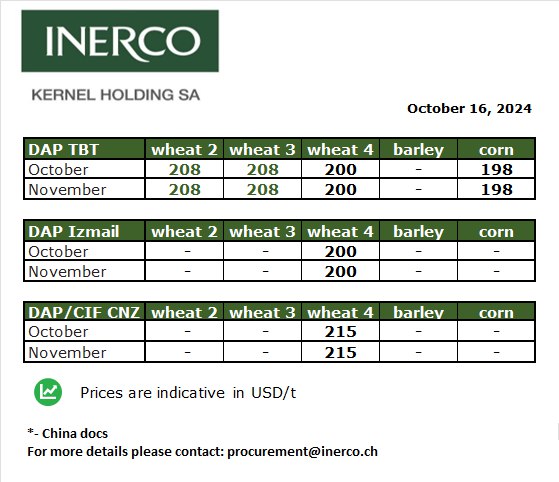 INERCO
KERNEL HOLDING SA
October 16, 2024
DAP TBT wheat 2 wheat 3 wheat 4 barley corn
October 208 208 200 - 198
November 208 208 200 - 198
DAP Izmail wheat 2 wheat 3 wheat 4 barley corn
October - - 200 - -
November - - 200 - -
DAP/CIF CNZ wheat 2 wheat 3 wheat 4 barley corn
October - - 215 - -
November - - 215 - -
Prices are indicative in USD/t
*- China docs
For more details please contact: procurement@inerco.ch